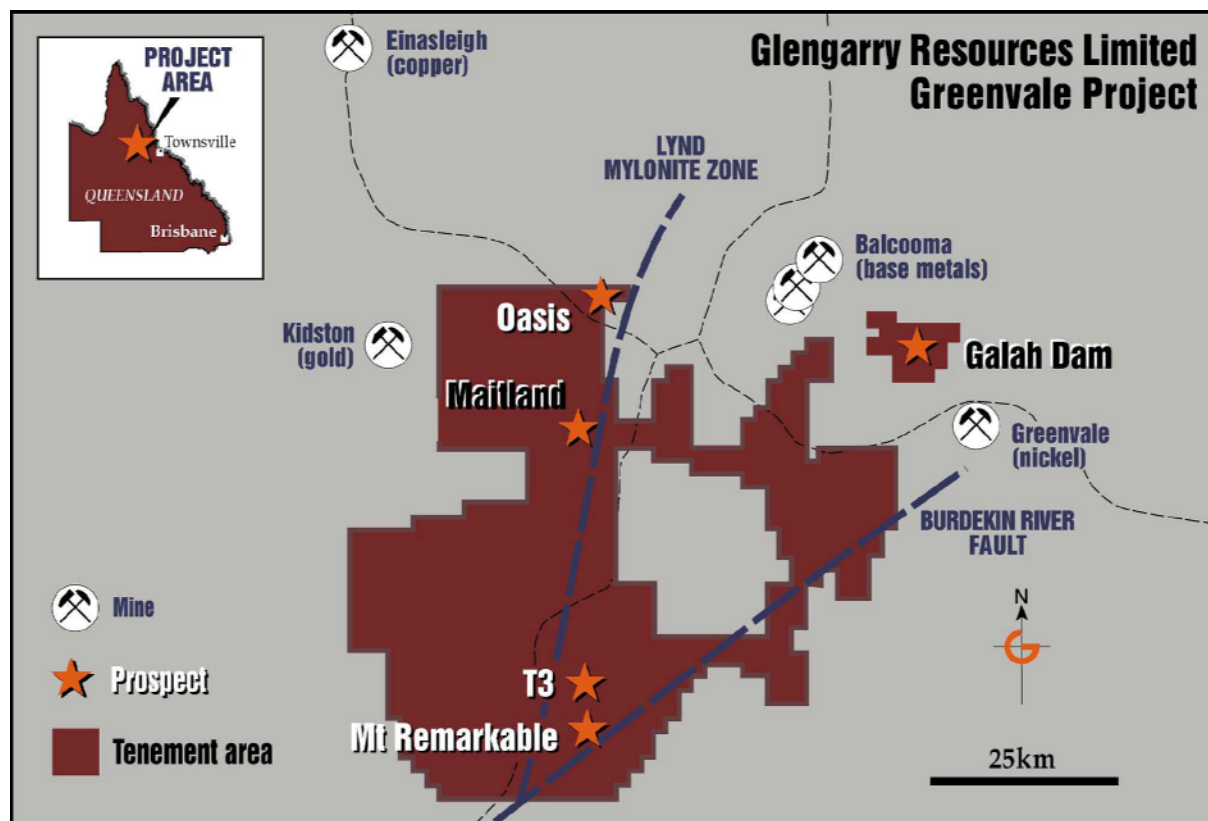 Glengarry Resources Limited
Greenvale Project
PROJECT
AREA
Townsville
QUEENSLAND
Brisbane
Einasleigh
(copper)
LYND
MYLONITE ZONE
Balcooma
(base metals)
Oasis
Kidston
(gold)
Galah Dam
Maitland
Greenvale
(nickel)
BURDEKIN RIVER
FAULT
Mine
N
G
Prospect
T3
Mt Remarkable
Tenement area
25km